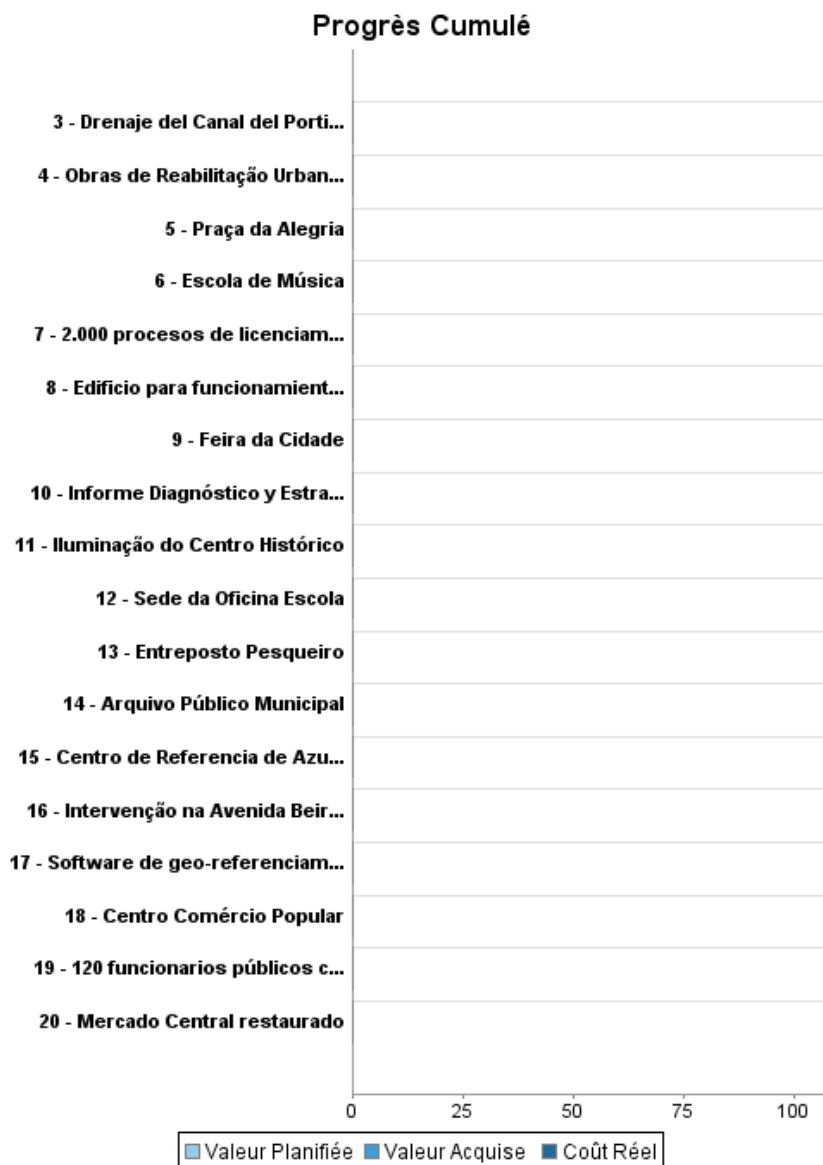 Progrès Cumulé
3 - Drenaje del Canal del Porti...
4 - Obras de Reabilitação Urban...
5 - Praça da Alegria
6 - Escola de Música
7 - 2.000 procesos de licenciam...
8 - Edificio para funcionamient...
9 - Feira da Cidade
10 - Informe Diagnóstico y Estra...
11 - Iluminação do Centro Histórico
12 - Sede da Oficina Escola
13 - Entreposto Pesqueiro
14 - Arquivo Público Municipal
15 - Centro de Referencia de Azu...
16 - Intervenção na Avenida Beir...
17 - Software de geo-referenciam...
18 - Centro Comércio Popular
19 - 120 funcionarios públicos c...
20 - Mercado Central restaurado
0 25 50 75 100
Valeur Planifiée Valeur Acquise Coût Réel